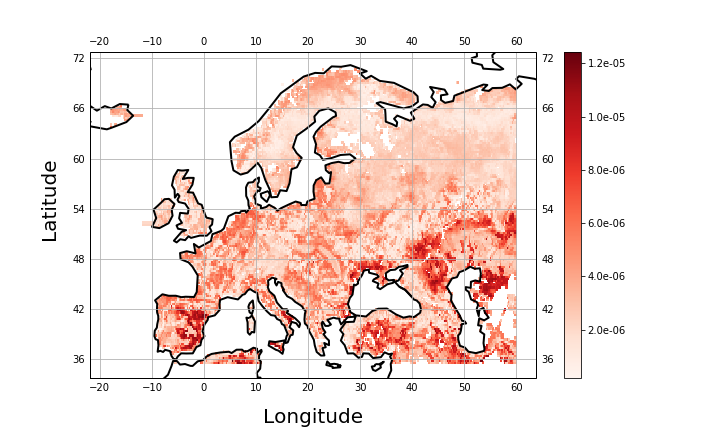 −20 −10 0 10 20 30 40 50 60
72 72 1.2e-05
66 66 1.0e-05
60 60 8.0e-06
54 54 6.0e-06
48 48 4.0e-06
42 42 2.0e-06
36 36
−20 −10 0 10 20 30 40 50 60
Latitude
Longitude